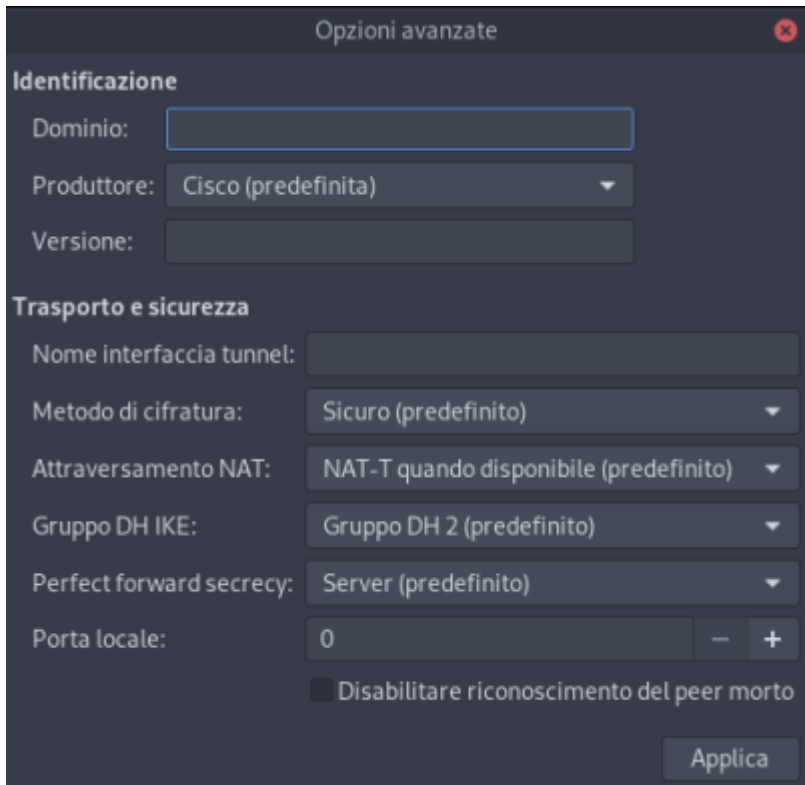 Opzioni avanzate
Identificazione
Dominio:
Produttore: Cisco (predefinita)
Versione:
Trasporto e sicurezza
Nome interfaccia tunnel:
Metodo di cifratura: Sicuro (predefinito)
Attraversamento NAT: NAT-T quando disponibile (predefinito)
Gruppo DH IKE: Gruppo DH 2 (predefinito)
Perfect forward secrecy: Server (predefinito)
Porta locale: 0 − +
Disabilitare riconoscimento del peer morto
Applica